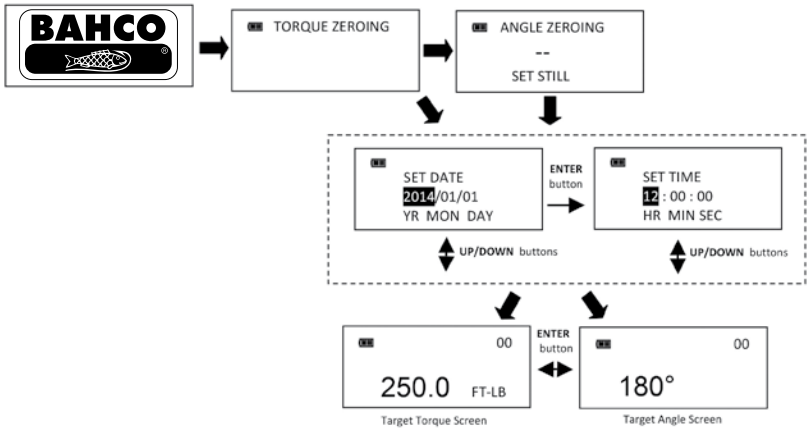 BAHCO
®
TORQUE ZEROING
ANGLE ZEROING
--
SET STILL
SET DATE
2014/01/01
YR MON DAY
ENTER
button
SET TIME
12 : 00 : 00
HR MIN SEC
UP/DOWN buttons
UP/DOWN buttons
00
250.0 FT-LB
Target Torque Screen
ENTER
button
00
180°
Target Angle Screen